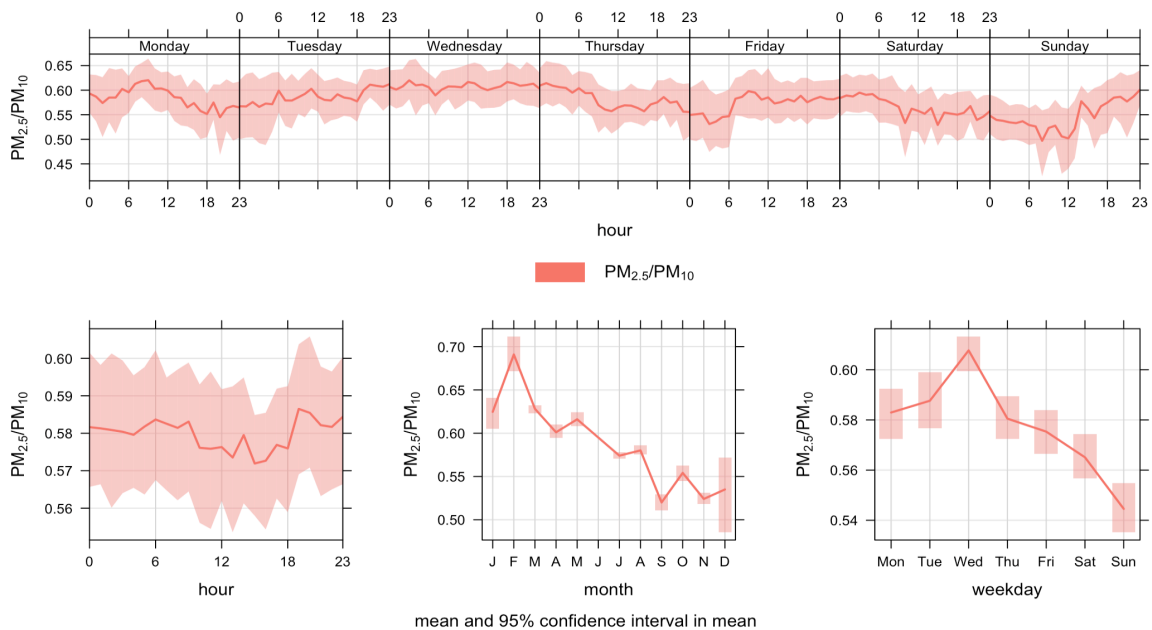 0 6 12 18 23 0 6 12 18 23 0 6 12 18 23
Monday Tuesday Wednesday Thursday Friday Saturday Sunday
0.65
0.60
0.55
0.50
0.45
PM2.5/PM10
0 6 12 18 23 0 6 12 18 23 0 6 12 18 23 0 6 12 18 23
hour
PM2.5/PM10
0.60
0.59
0.58
0.57
0.56
PM2.5/PM10
0 6 12 18 23
hour
0.70
0.65
0.60
0.55
0.50
PM2.5/PM10
J F M A M J J A S O N D
month
0.60
0.58
0.56
0.54
PM2.5/PM10
Mon Tue Wed Thu Fri Sat Sun
weekday
mean and 95% confidence interval in mean